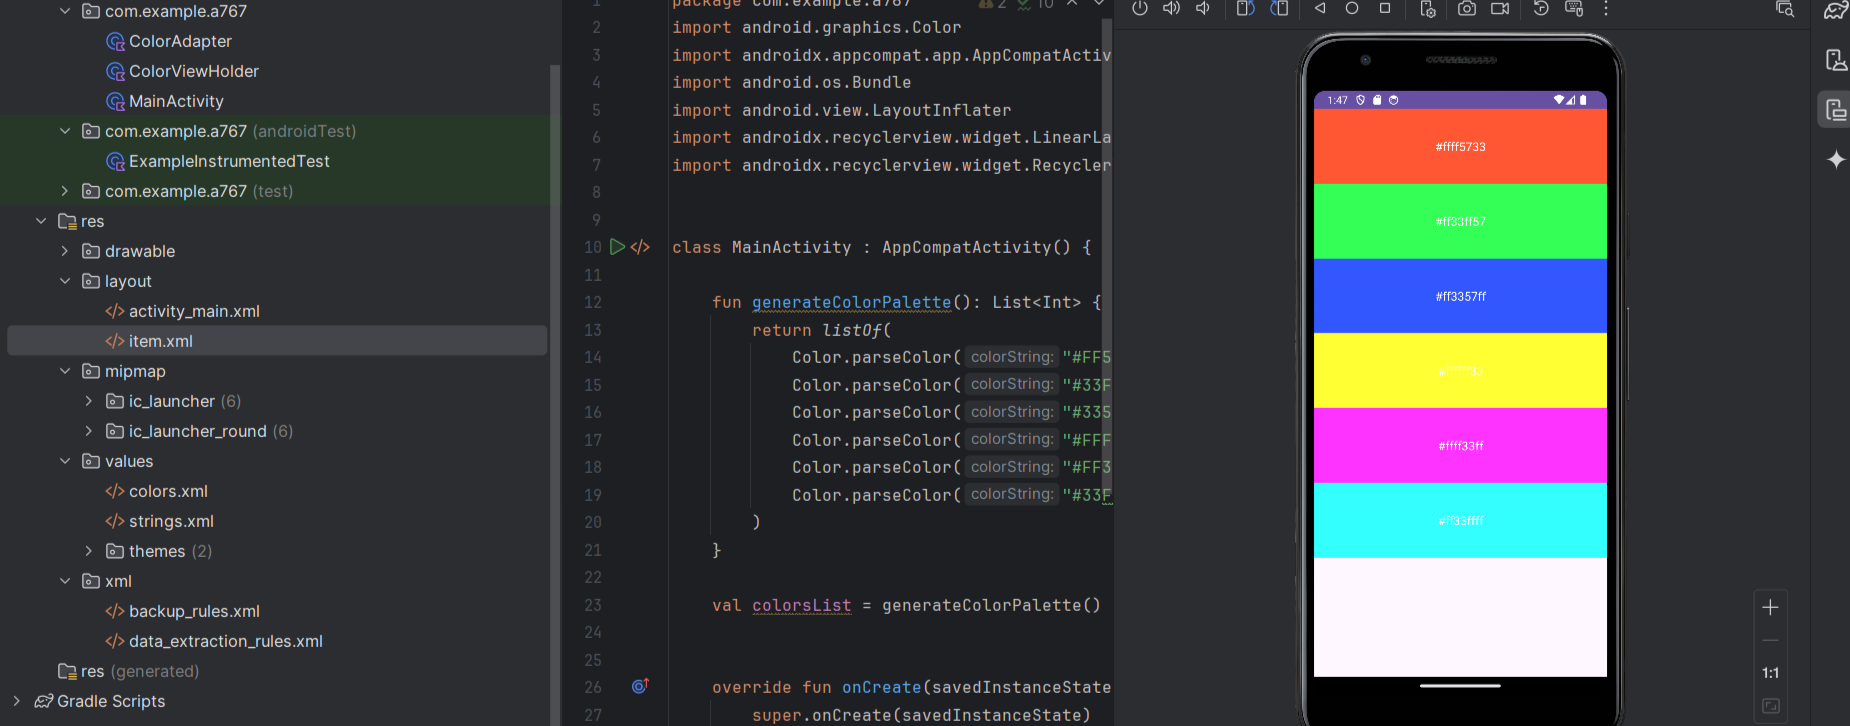 com.example.a767
ColorAdapter
ColorViewHolder
MainActivity
com.example.a767 (androidTest)
ExampleInstrumentedTest
com.example.a767 (test)
res
drawable
layout
activity_main.xml
item.xml
mipmap
ic_launcher (6)
ic_launcher_round (6)
values
colors.xml
strings.xml
themes (2)
xml
backup_rules.xml
data_extraction_rules.xml
res (generated)
Gradle Scripts
1 package com.example.a767
2 10
2 import android.graphics.Color
3 import androidx.appcompat.app.AppCompatActiv
4 import android.os.Bundle
5 import android.view.LayoutInflater
6 import androidx.recyclerview.widget.LinearLa
7 import androidx.recyclerview.widget.Recycler
8
9
10 class MainActivity : AppCompatActivity() {
11
12 fun generateColorPalette(): List<Int> {
13 return listOf(
14 Color.parseColor( colorString: "#FF5
15 Color.parseColor( colorString: "#33F
16 Color.parseColor( colorString: "#335
17 Color.parseColor( colorString: "#FFF
18 Color.parseColor( colorString: "#FF3
19 Color.parseColor( colorString: "#33F
20 )
21 }
22
23 val colorsList = generateColorPalette()
24
25
26 override fun onCreate(savedInstanceState
27 super.onCreate(savedInstanceState)
1:47
#ffff5733
#ff33ff57
#ff3357ff
#ffffff33
#ffff33ff
#ff33ffff
1:1